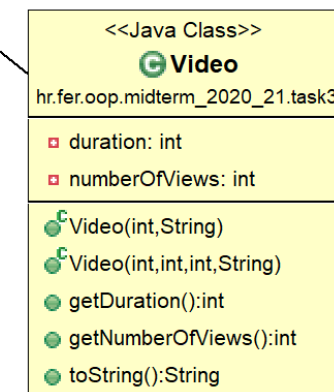 <<Java Class>>
C Video
hr.fer.oop.midterm_2020_21.task3
duration: int
numberOfViews: int
C Video(int,String)
C Video(int,int,int,String)
getDuration():int
getNumberOfViews():int
toString():String